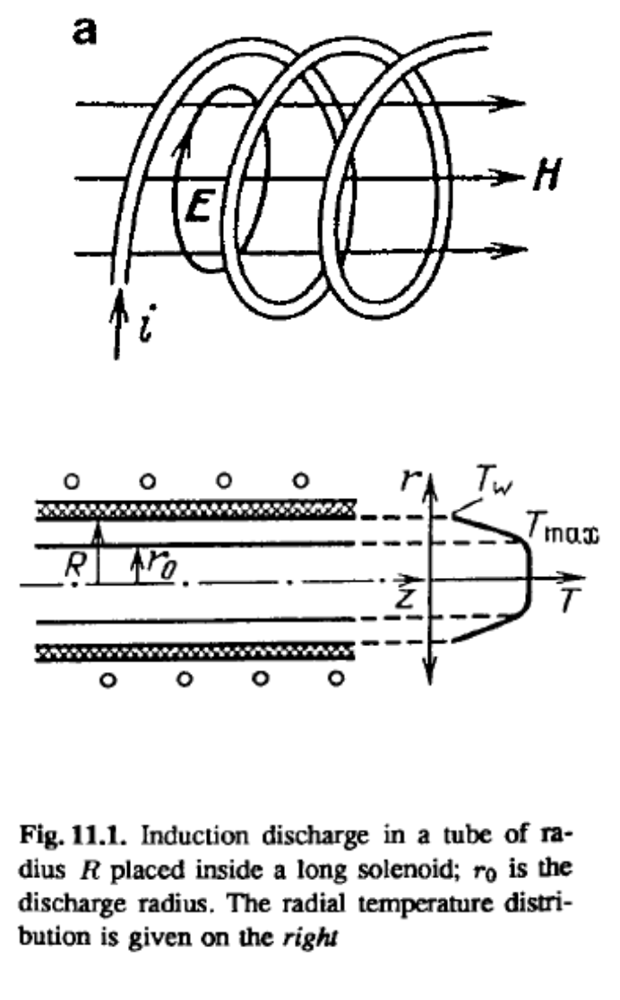 a
H
E
i
r
T_w
T_max
R
r_0
z
T
Fig. 11.1. Induction discharge in a tube of ra-
dius R placed inside a long solenoid; r_0 is the
discharge radius. The radial temperature distri-
bution is given on the right